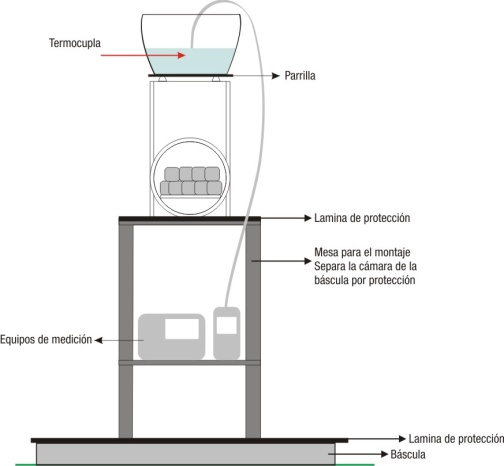 Termocupla
Parrilla
Lamina de protección
Mesa para el montaje
Separa la cámara de la
báscula por protección
Equipos de medición
Lamina de protección
Báscula